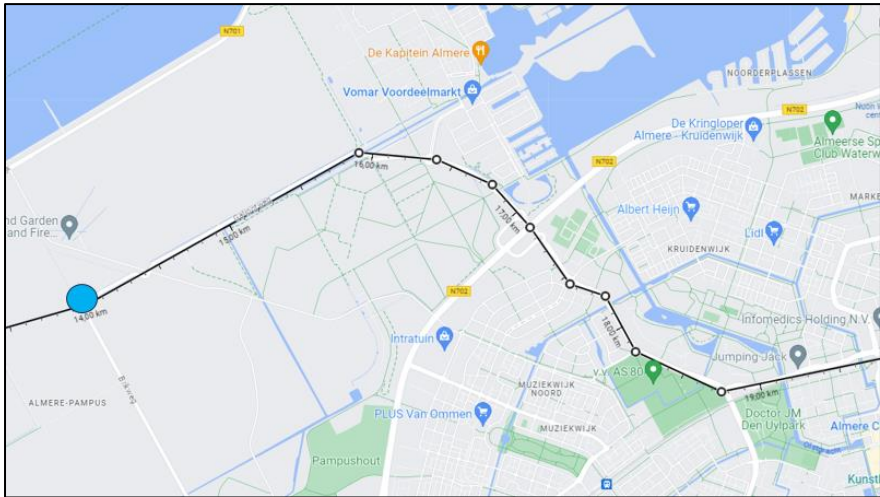 N701
De Kapitein Almere
Vomar Voordeelmarkt
NOORDERPLASSEN
N702
De Kringloper
Almere - Kruidenwijk
Almeerse Sp
Club Waterw
N702
16,00 km
15,00 km
17,00 km
nd Garden
and Fire...
Albert Heijn
MARKE
Lidl
KRUIDENWIJK
N702
14,00 km
18,00 km
Infomedics Holding N.V.
Intratuin
Jumping Jack
v.v. AS 80
Bikweg
MUZIEKWIJK
NOORD
ALMERE-PAMPUS
19,00 km
PLUS Van Ommen
MUZIEKWIJK
Doctor JM
Den Uylpark
Almere C
Pampushout
Kunstl